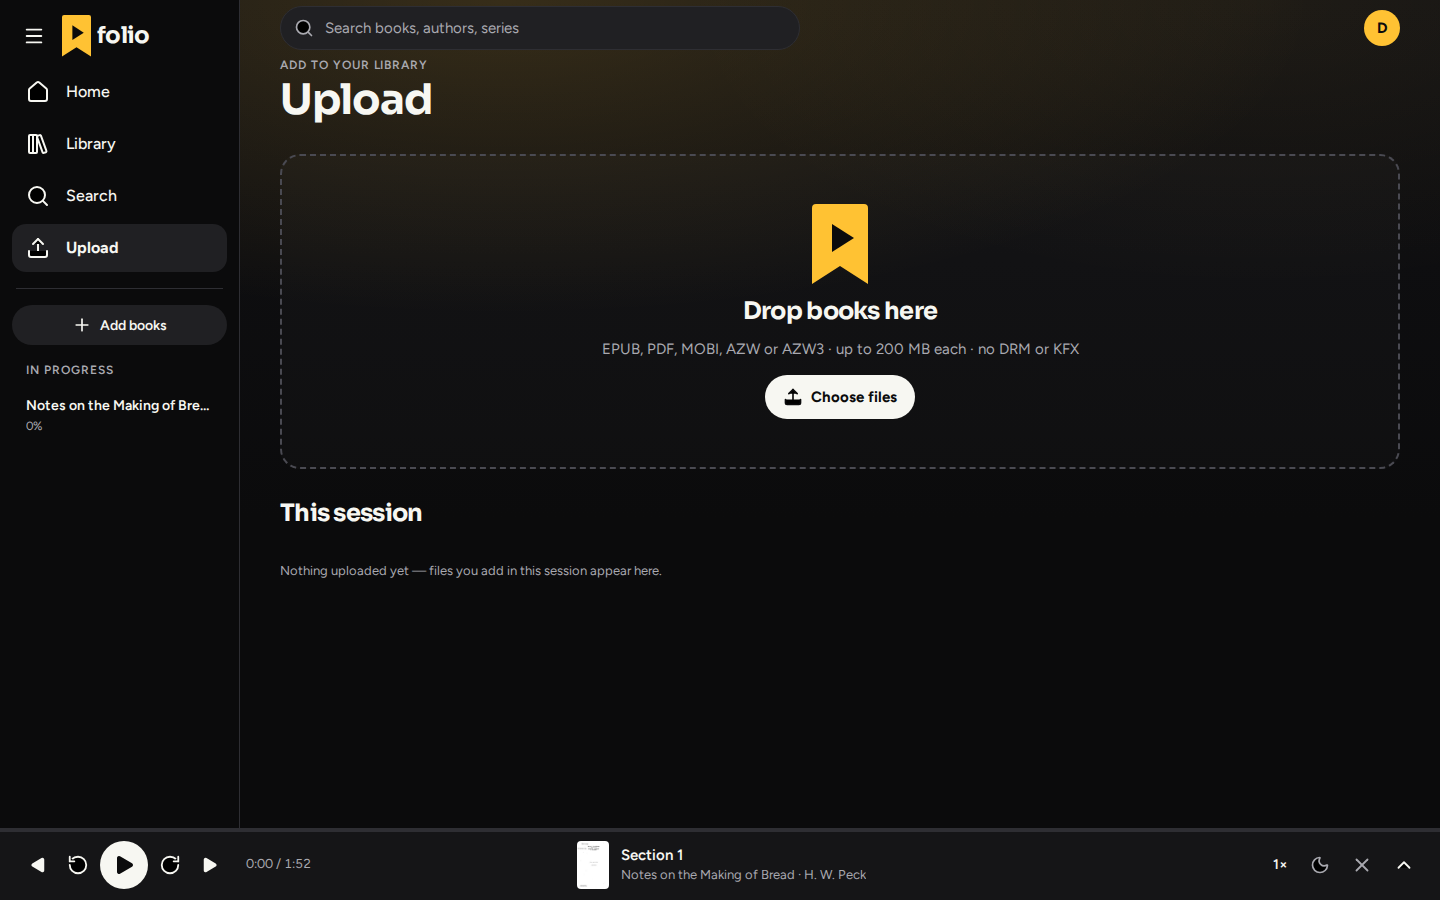 folio
Search books, authors, series
D
Home
Library
Search
Upload
Add books
IN PROGRESS
Notes on the Making of Bre...
0%
ADD TO YOUR LIBRARY
Upload
Drop books here
EPUB, PDF, MOBI, AZW or AZW3 · up to 200 MB each · no DRM or KFX
Choose files
This session
Nothing uploaded yet — files you add in this session appear here.
0:00 / 1:52
Section 1
Notes on the Making of Bread · H. W. Peck
1×